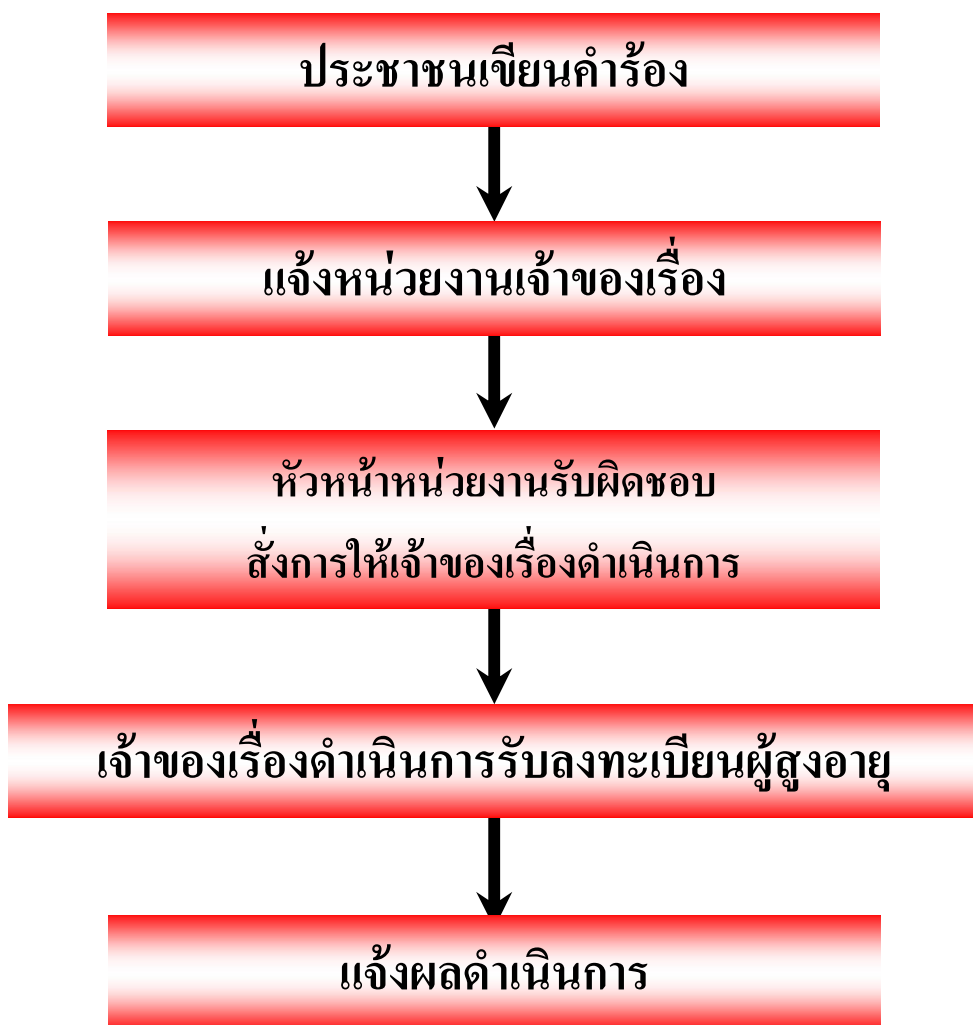 ประชาชนเขียนคำร้อง
แจ้งหน่วยงานเจ้าของเรื่อง
หัวหน้าหน่วยงานรับผิดชอบ
สั่งการให้เจ้าของเรื่องดำเนินการ
เจ้าของเรื่องดำเนินการรับลงทะเบียนผู้สูงอายุ
แจ้งผลดำเนินการ